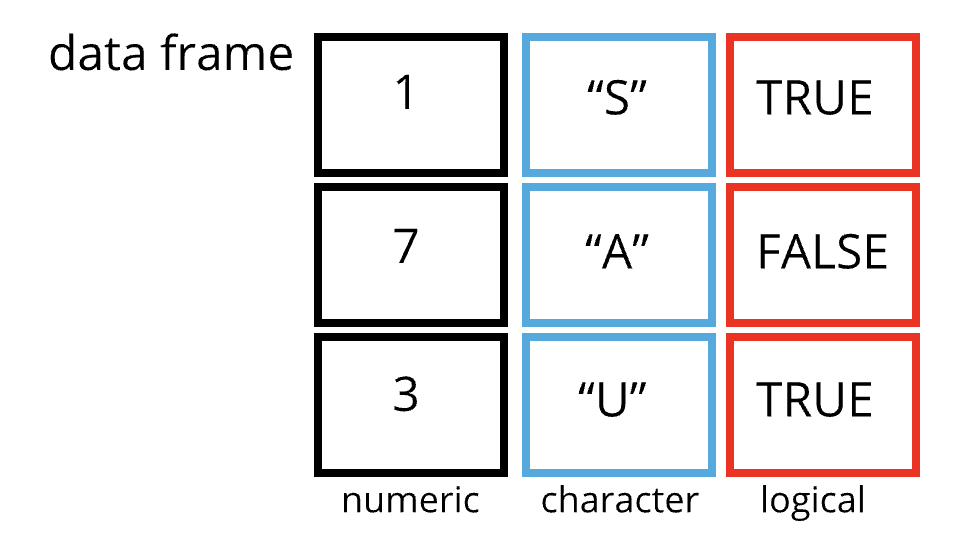 data frame
1 “S” TRUE
7 “A” FALSE
3 “U” TRUE
numeric character logical